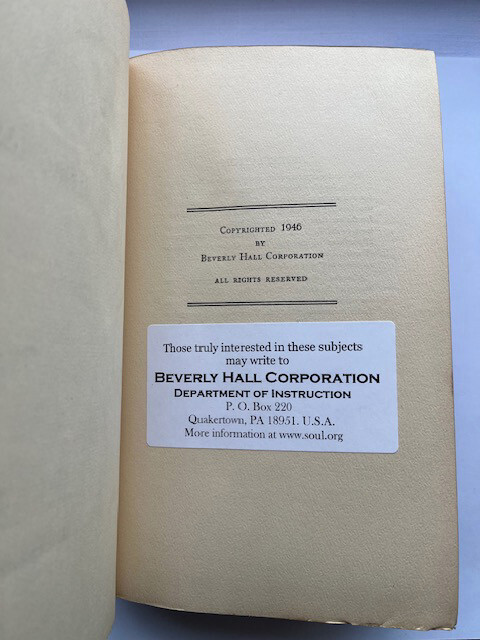 Copyrighted 1946
by
Beverly Hall Corporation
all rights reserved
Those truly interested in these subjects
may write to
Beverly Hall Corporation
Department of Instruction
P. O. Box 220
Quakertown, PA 18951. U.S.A.
More information at www.soul.org